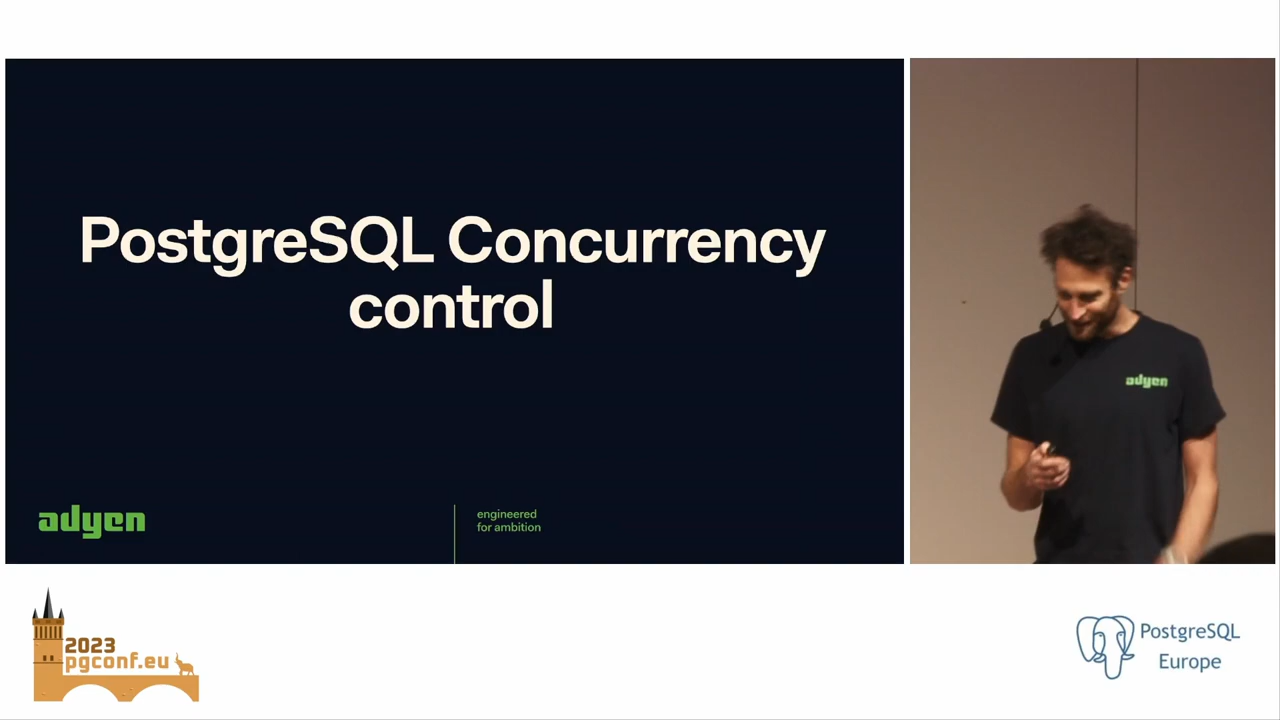 PostgreSQL Concurrency
control
adyen
engineered
for ambition
adyen
2023
pgconf.eu
PostgreSQL
Europe